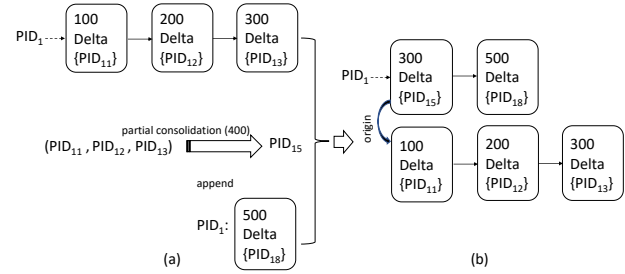 PID1
100
Delta
{PID11}
200
Delta
{PID12}
300
Delta
{PID13}
partial consolidation (400)
(PID11 , PID12 , PID13)
PID15
append
PID1:
500
Delta
{PID18}
(a)
PID1
300
Delta
{PID15}
500
Delta
{PID18}
origin
100
Delta
{PID11}
200
Delta
{PID12}
300
Delta
{PID13}
(b)